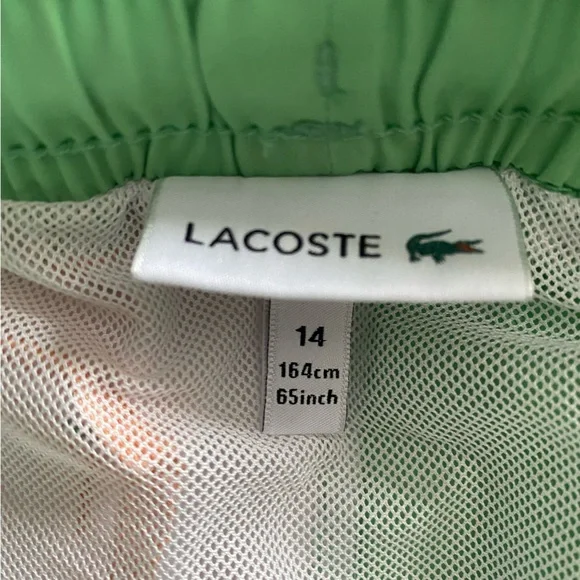 LACOSTE
14
164cm
65inch